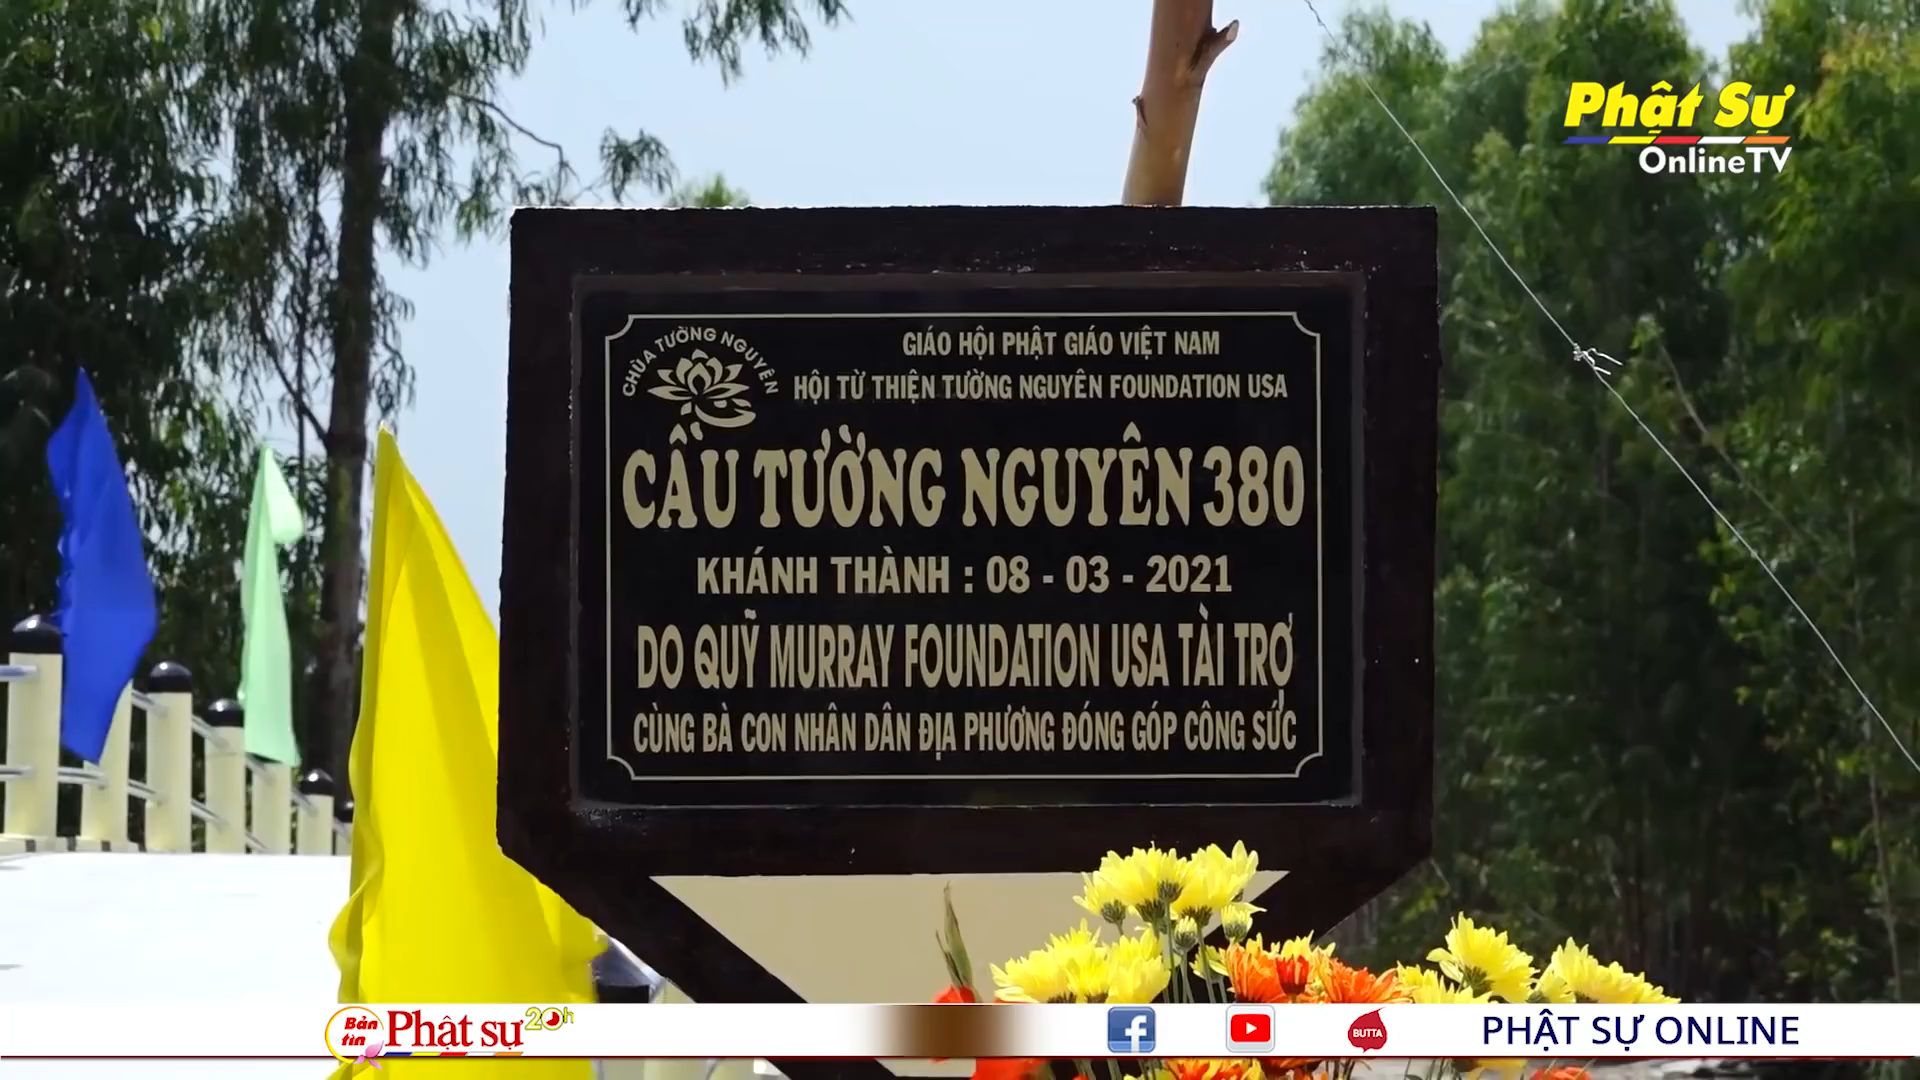 Phật Sự
OnlineTV
CHÙA TƯỜNG NGUYÊN
GIÁO HỘI PHẬT GIÁO VIỆT NAM
HỘI TỪ THIỆN TƯỜNG NGUYÊN FOUNDATION USA
CẦU TƯỜNG NGUYÊN 380
KHÁNH THÀNH : 08 - 03 - 2021
DO QUỸ MURRAY FOUNDATION USA TÀI TRỢ
CÙNG BÀ CON NHÂN DÂN ĐỊA PHƯƠNG ĐÓNG GÓP CÔNG SỨC
Bản tin Phật sự 20h
BUTTA
PHẬT SỰ ONLINE